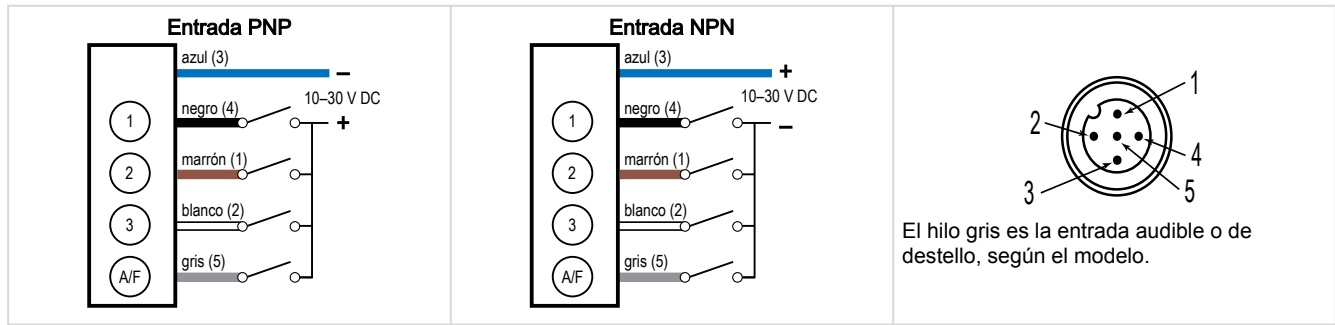 Entrada PNP
azul (3)
–
10–30 V DC
1
negro (4)
+
2
marrón (1)
3
blanco (2)
A/F
gris (5)
Entrada NPN
azul (3)
+
10–30 V DC
1
negro (4)
–
2
marrón (1)
3
blanco (2)
A/F
gris (5)
1
2
4
3
5
El hilo gris es la entrada audible o de
destello, según el modelo.